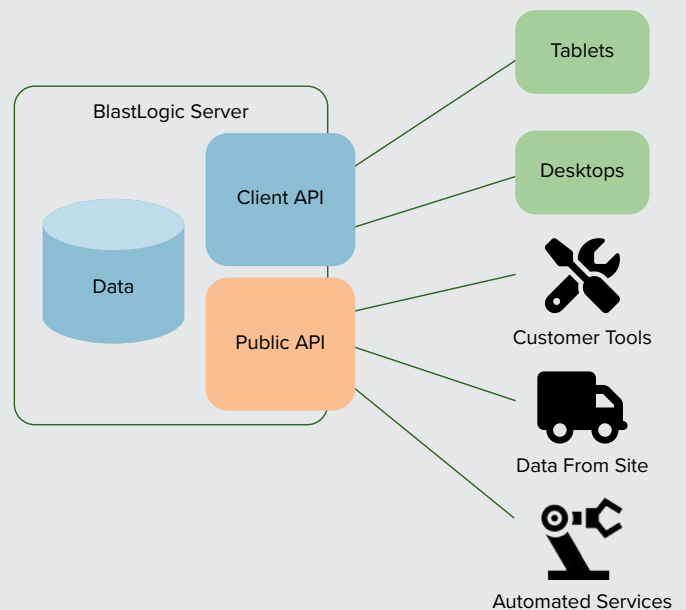 BlastLogic Server
Client API
Data
Public API
Tablets
Desktops
Customer Tools
Data From Site
Automated Services